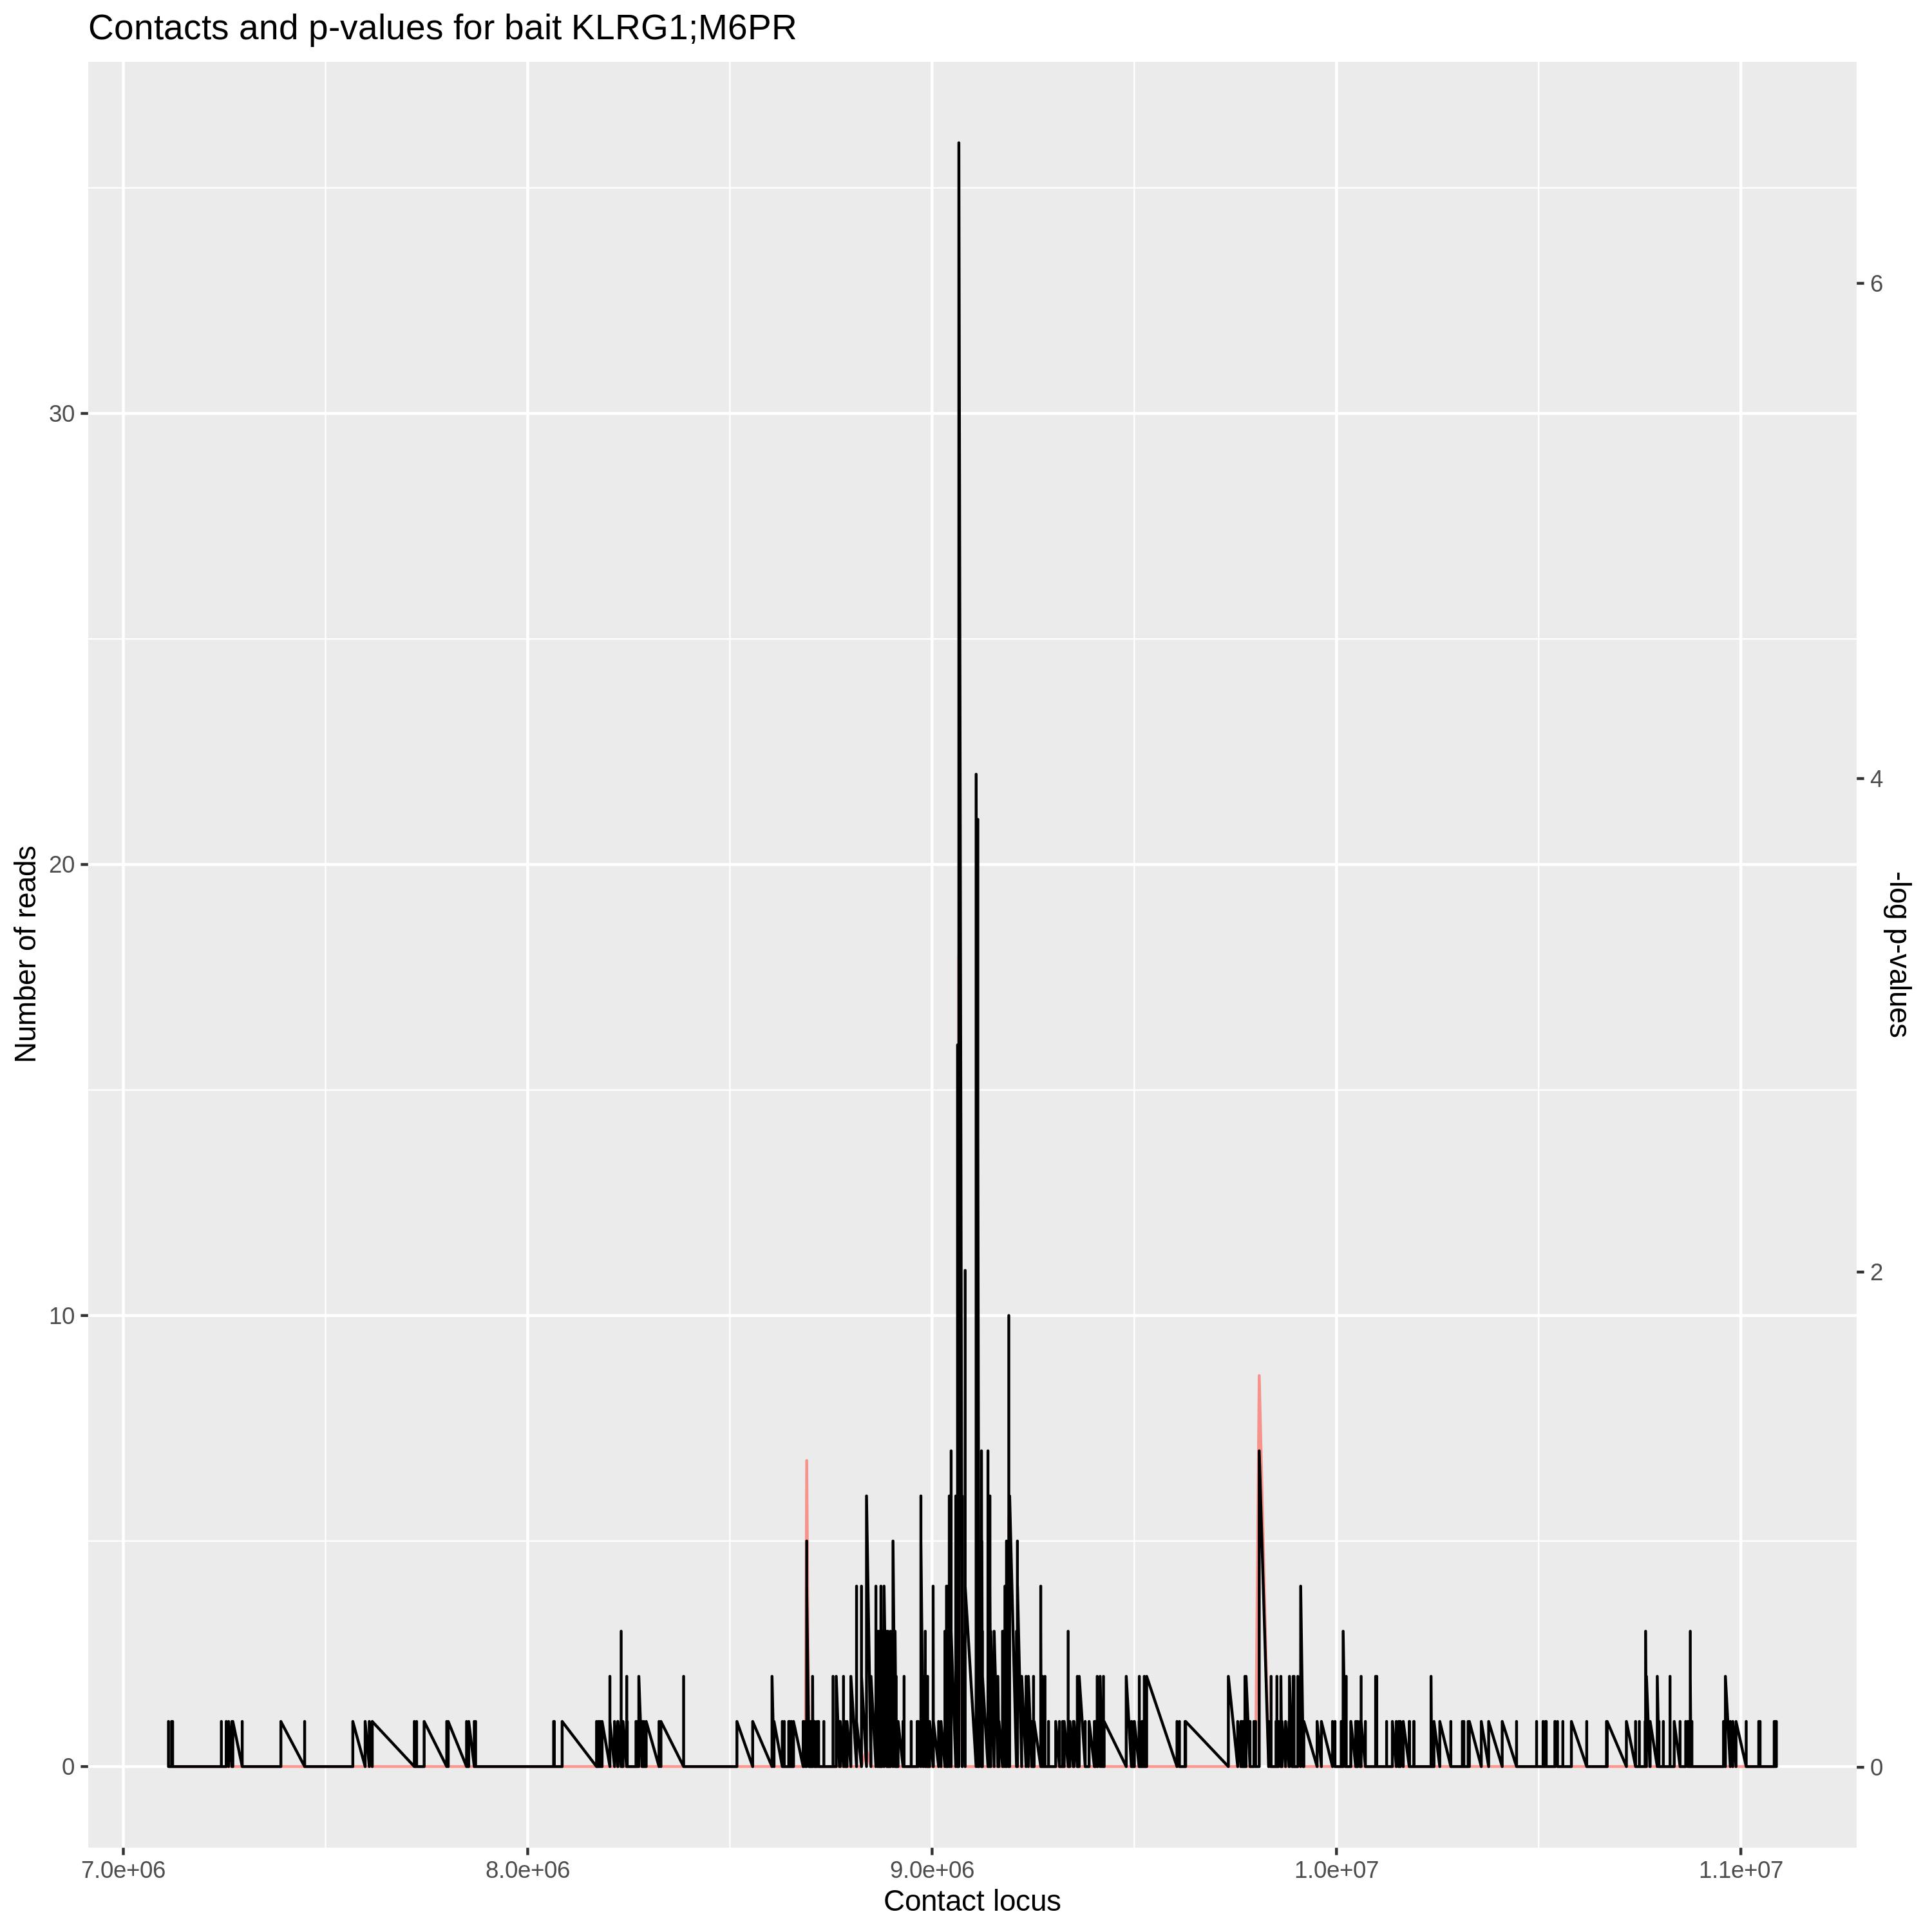 Contacts and p-values for bait KLRG1;M6PR
Number of reads
30
20
10
0
6
4
2
0
-log p-values
7.0e+06 8.0e+06 9.0e+06 1.0e+07 1.1e+07
Contact locus